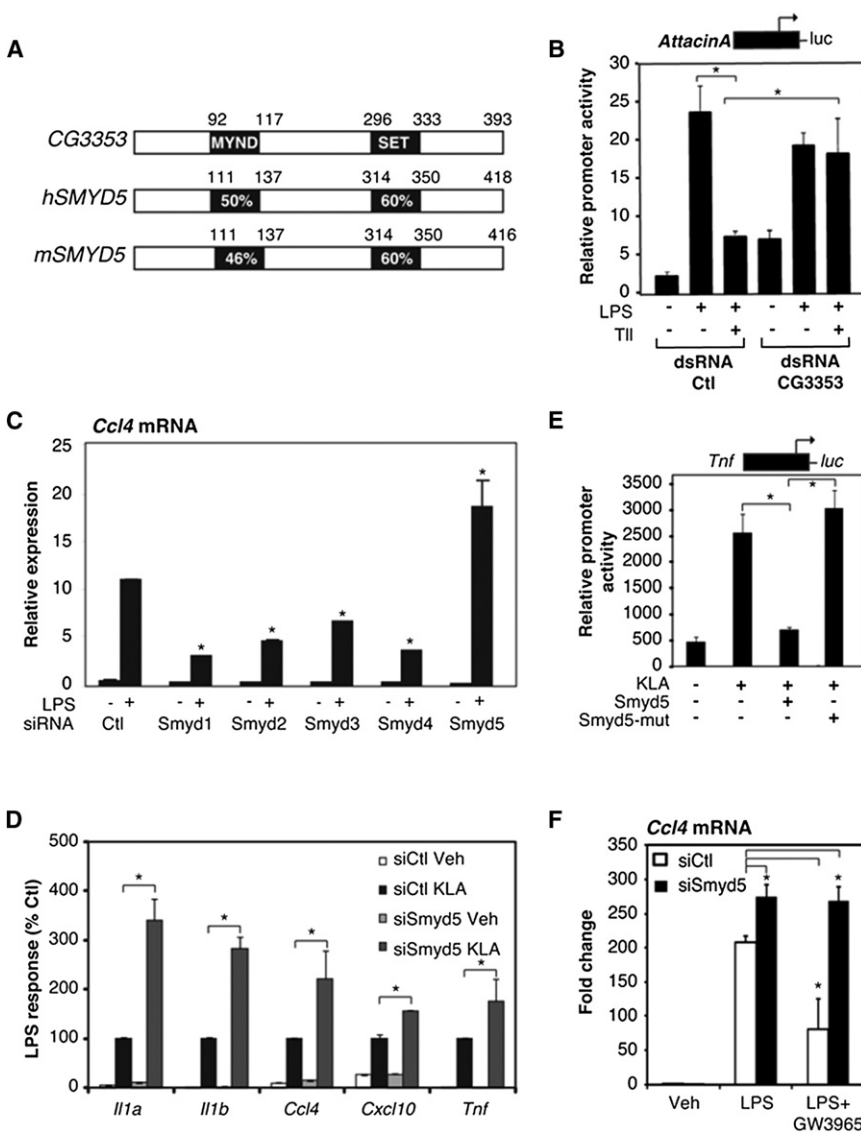 A
92 117 296 333 393
CG3353 MYND SET
111 137 314 350 418
hSMYD5 50% 60%
111 137 314 350 416
mSMYD5 46% 60%
B
AttacinA luc
Relative promoter activity
30
25
20
15
10
5
0
* *
LPS - + + - + +
Tll - - + - - +
dsRNA Ctl
dsRNA CG3353
C
Ccl4 mRNA
Relative expression
25
20
15
10
5
0
* * * * *
LPS - + - + - + - + - + - +
siRNA Ctl Smyd1 Smyd2 Smyd3 Smyd4 Smyd5
E
Tnf luc
Relative promoter activity
3500
3000
2500
2000
1500
1000
500
0
* *
KLA - + + +
Smyd5 - - + -
Smyd5-mut - - - +
D
LPS response (% Ctl)
500
400
300
200
100
0
siCtl Veh
siCtl KLA
siSmyd5 Veh
siSmyd5 KLA
* * * * *
Il1a Il1b Ccl4 Cxcl10 Tnf
F
Ccl4 mRNA
Fold change
350
300
250
200
150
100
50
0
siCtl
siSmyd5
* * *
Veh LPS LPS+
GW3965